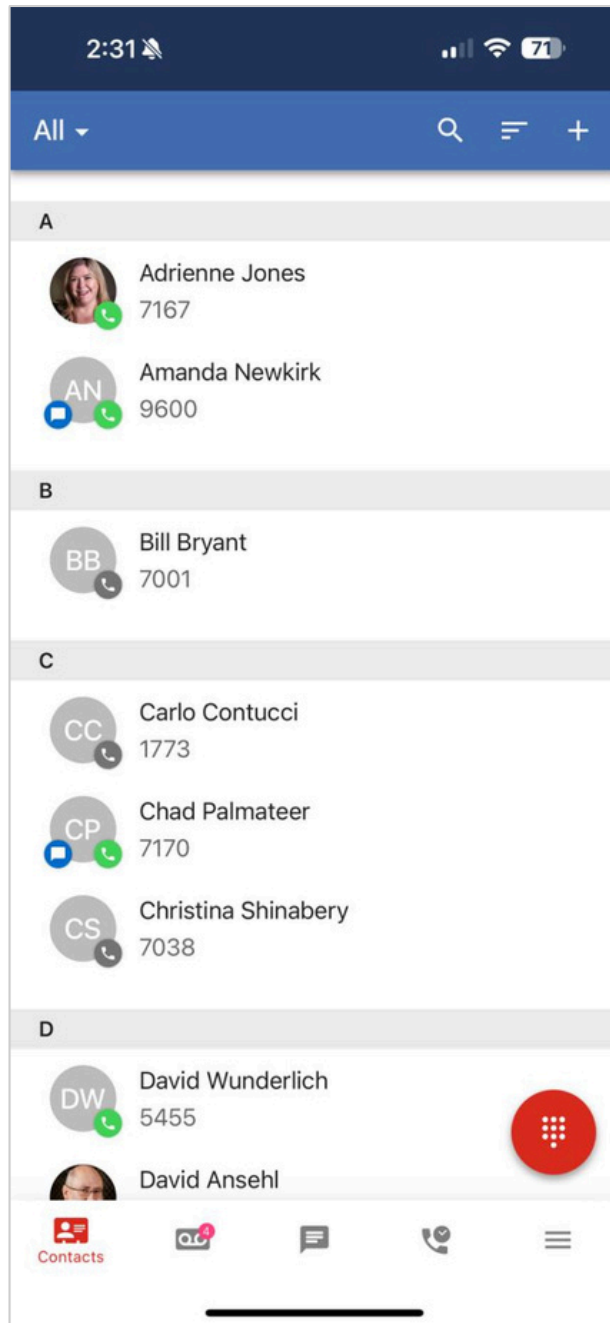 2:31
71
All
A
Adrienne Jones
7167
AN
Amanda Newkirk
9600
B
BB
Bill Bryant
7001
C
CC
Carlo Contucci
1773
CP
Chad Palmateer
7170
CS
Christina Shinabery
7038
D
DW
David Wunderlich
5455
David Ansehl
4
Contacts